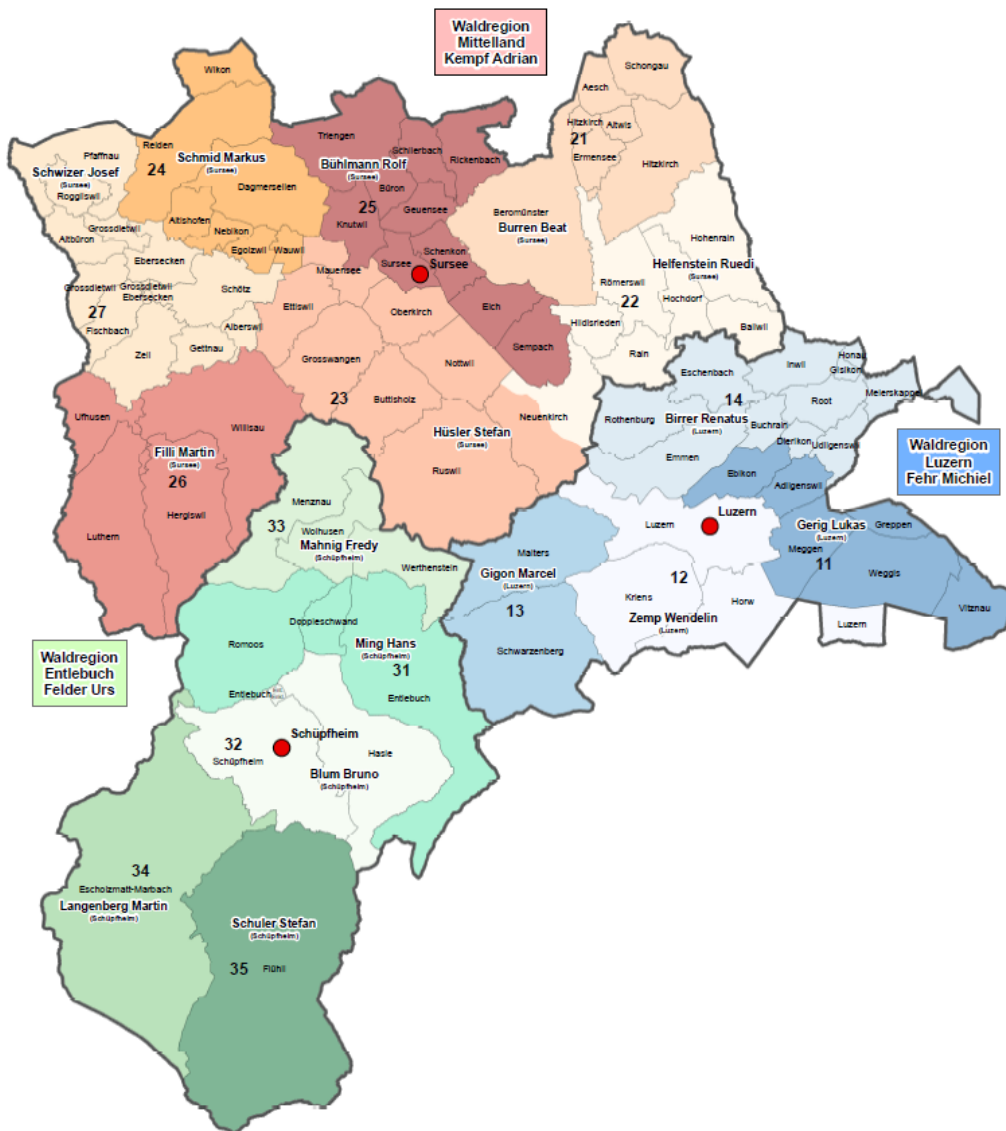 Waldregion
Mittelland
Kempf Adrian
Wikon
Reiden
24
Schmid Markus
(Sursee)
Dagmersellen
Altishofen
Nebikon
Egolzwil
Wauwil
Pfaffnau
Schwizer Josef
(Sursee)
Roggliswil
Grossdietwil
Altbüron
Ebersecken
Grossdietwil
Grossdietwil
Ebersecken
Schötz
27
Fischbach
Alberswil
Zell
Gettnau
Triengen
Schlierbach
Rickenbach
Bühlmann Rolf
(Sursee)
Büron
25
Geuensee
Knutwil
Schenkon
Sursee
Sursee
Eich
Sempach
Schongau
Aesch
Hitzkirch
Altwis
21
Ermensee
Hitzkirch
Beromünster
Burren Beat
(Sursee)
Hohenrain
Helfenstein Ruedi
(Sursee)
Römerswil
22
Hochdorf
Hildisrieden
Ballwil
Rain
Mauensee
Ettiswil
Oberkirch
Grosswangen
Nottwil
23
Buttisholz
Neuenkirch
Hüsler Stefan
(Sursee)
Ruswil
Ufhusen
Willisau
Filli Martin
(Sursee)
26
Hergiswil
Luthern
Eschenbach
Inwil
Honau
Gisikon
Meierskappel
14
Root
Rothenburg
Birrer Renatus
(Luzern)
Buchrain
Dierikon
Udligenswil
Emmen
Waldregion
Luzern
Fehr Michiel
Ebikon
Adligenswil
Luzern
Luzern
Gerig Lukas
(Luzern)
Greppen
Meggen
11
Weggis
Vitznau
Malters
Gigon Marcel
(Luzern)
13
Schwarzenberg
12
Kriens
Horw
Zemp Wendelin
(Luzern)
Luzern
Menznau
33
Wolhusen
Mahnig Fredy
(Schüpfheim)
Werthenstein
Waldregion
Entlebuch
Felder Urs
Doppleschwand
Romoos
Ming Hans
(Schüpfheim)
31
Entlebuch
Entlebuch
Schüpfheim
32
Schüpfheim
Hasle
Blum Bruno
(Schüpfheim)
34
Escholzmatt-Marbach
Langenberg Martin
(Schüpfheim)
Schuler Stefan
(Schüpfheim)
35
Flühli